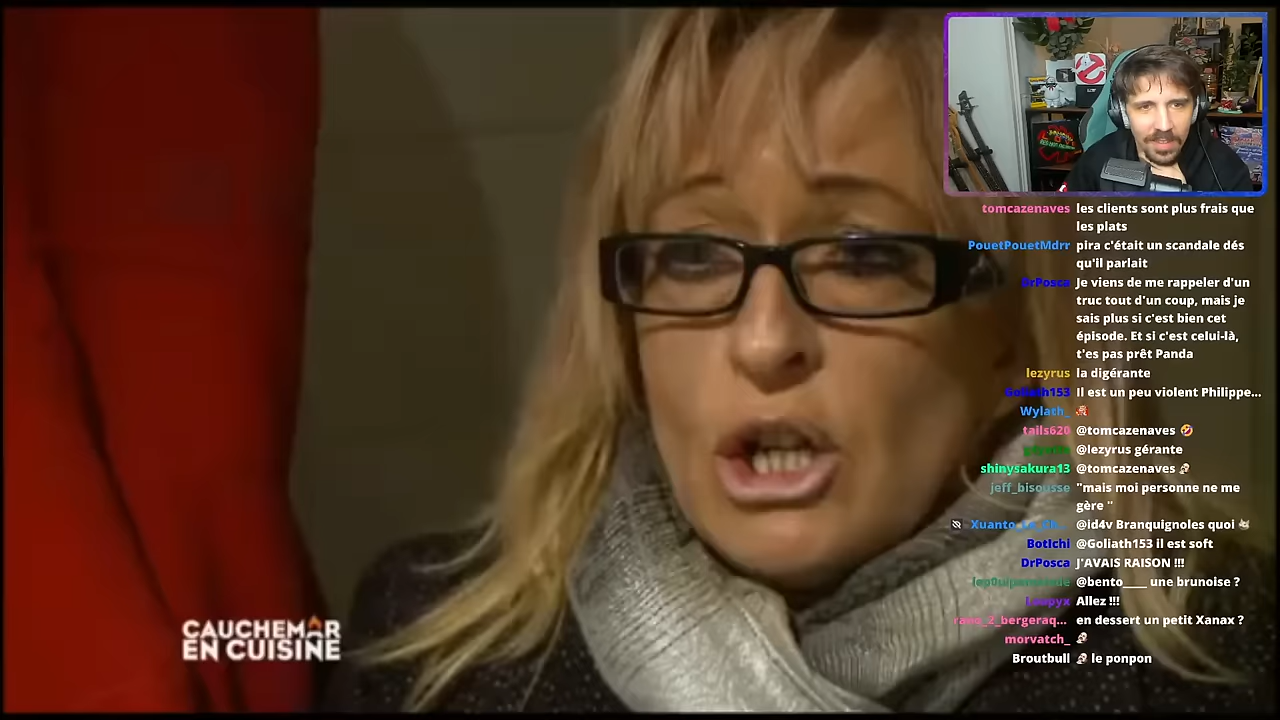 CAUCHEMAR
EN CUISINE
tomcazenaves les clients sont plus frais que
les plats
PouetPouetMdrr pira c'était un scandale dés
qu'il parlait
DrPosca Je viens de me rappeler d'un
truc tout d'un coup, mais je
sais plus si c'est bien cet
épisode. Et si c'est celui-là,
t'es pas prêt Panda
lezyrus la digérante
Goliath153 Il est un peu violent Philippe...
Wylath_
tails620 @tomcazenaves
@lezyrus gérante
shinysakura13 @tomcazenaves
jeff_bisousse "mais moi personne ne me
gère "
@id4v Branquignoles quoi
BotIchi @Goliath153 il est soft
DrPosca J'AVAIS RAISON !!!
@bento____ une brunoise ?
Allez !!!
en dessert un petit Xanax ?
morvatch_
Broutbull le ponpon